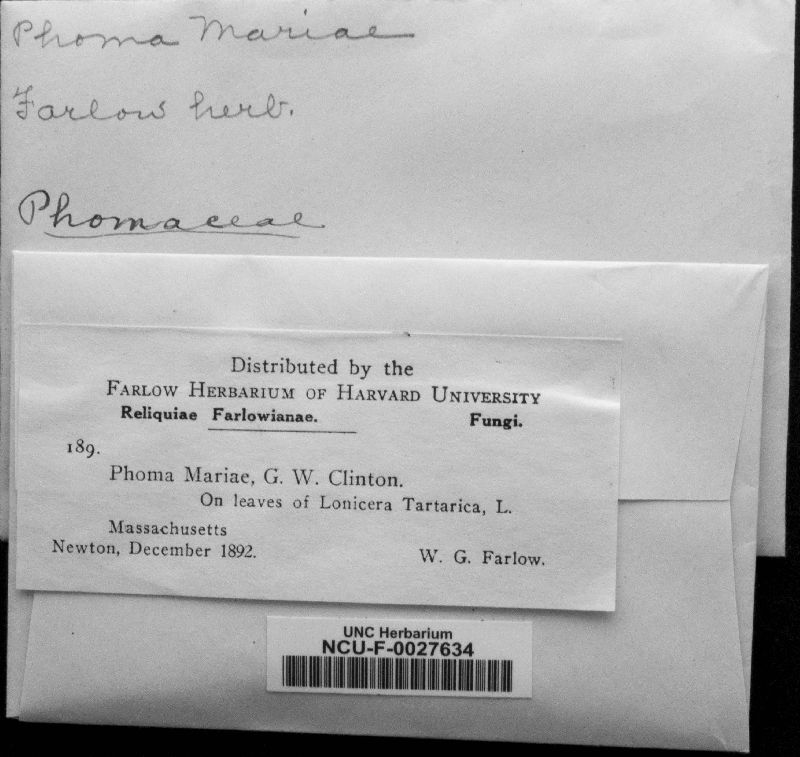 Phoma Mariae
Farlow herb.
Phomaceae
Distributed by the
FARLOW HERBARIUM OF HARVARD UNIVERSITY
Reliquiae Farlowianae. Fungi.
189.
Phoma Mariae, G. W. Clinton.
On leaves of Lonicera Tartarica, L.
Massachusetts
Newton, December 1892. W. G. Farlow.
UNC Herbarium
NCU-F-0027634